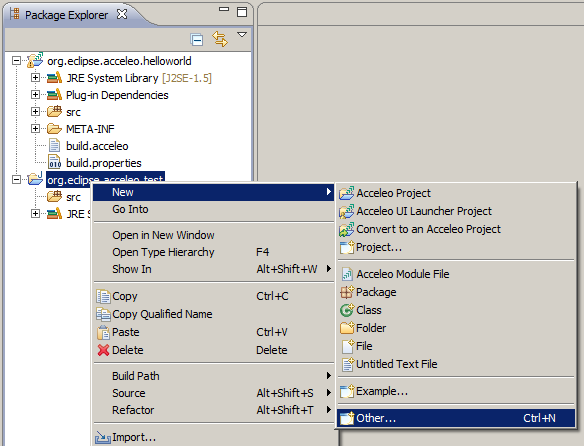 Package Explorer
org.eclipse.acceleo.helloworld
JRE System Library [J2SE-1.5]
Plug-in Dependencies
src
META-INF
build.acceleo
010 build.properties
org.eclipse.acceleo.test
src
JRE S
New
Go Into
Open in New Window
Open Type Hierarchy F4
Show In Alt+Shift+W
Copy Ctrl+C
Copy Qualified Name
Paste Ctrl+V
Delete Delete
Build Path
Source Alt+Shift+S
Refactor Alt+Shift+T
Import...
Acceleo Project
Acceleo UI Launcher Project
Convert to an Acceleo Project
Project...
Acceleo Module File
Package
Class
Folder
File
Untitled Text File
Example...
Other... Ctrl+N